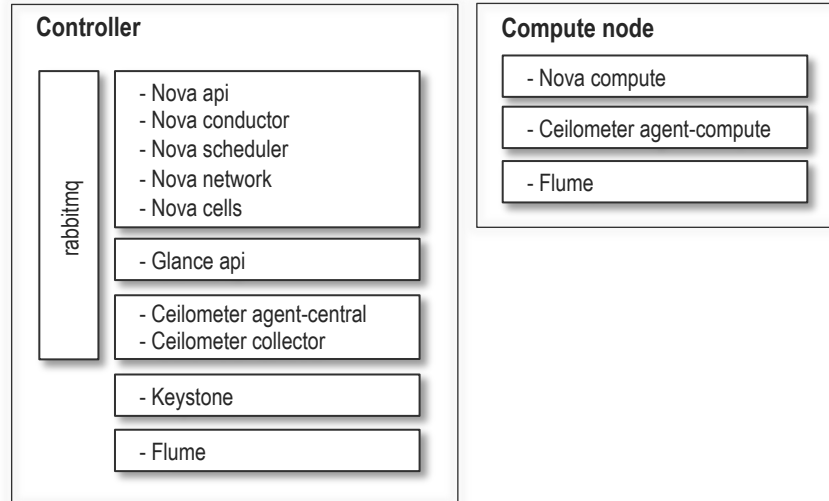 Controller
rabbitmq
- Nova api
- Nova conductor
- Nova scheduler
- Nova network
- Nova cells
- Glance api
- Ceilometer agent-central
- Ceilometer collector
- Keystone
- Flume
Compute node
- Nova compute
- Ceilometer agent-compute
- Flume